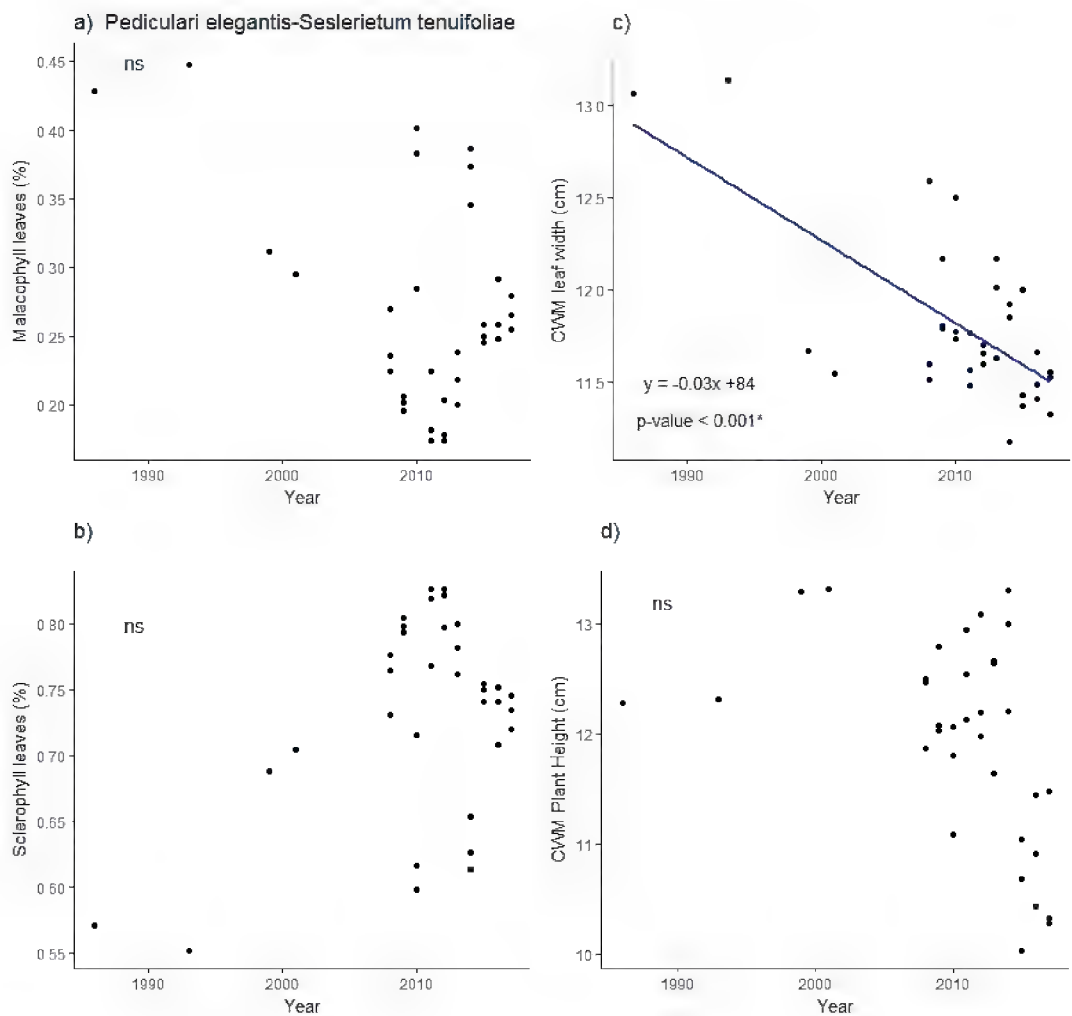 a) Pediculari elegantis-Seslerietum tenuifoliae
ns
0.45
0.40
0.35
0.30
0.25
0.20
Malacophyll leaves (%)
1990
2000
2010
Year
c)
13.0
12.5
12.0
11.5
CWM leaf width (cm)
y = -0.03x +84
p-value < 0.001*
1990
2000
2010
Year
b)
ns
0.80
0.75
0.70
0.65
0.60
0.55
Sclerophyll leaves (%)
1990
2000
2010
Year
d)
ns
13
12
11
10
CWM Plant Height (cm)
1990
2000
2010
Year